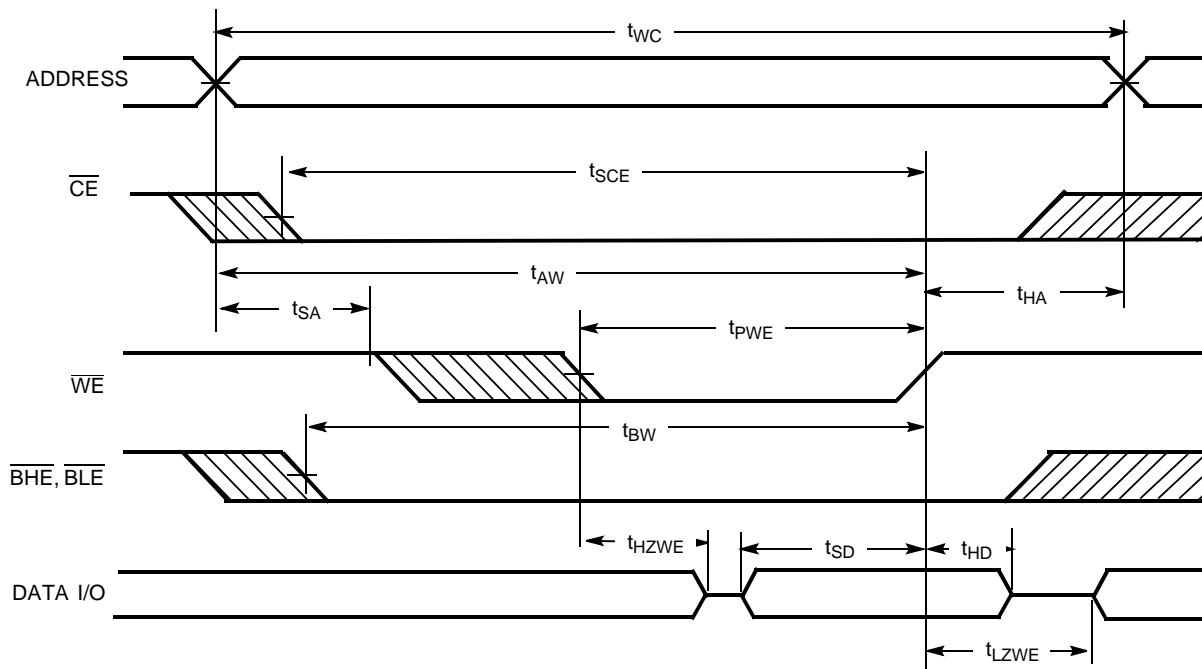 tWC
ADDRESS
CE
tSCE
tAW
tSA
tHA
tPWE
WE
tBW
BHE, BLE
tHZWE
tSD
tHD
DATA I/O
tLZWE